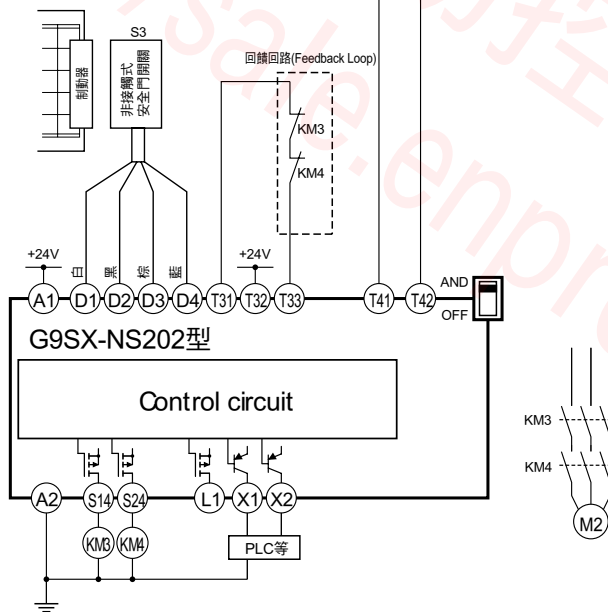 S3
制動器
非接觸式
安全門開關
回饋回路(Feedback Loop)
KM3
KM4
+24V
白
黑
棕
藍
+24V
AND
OFF
A1
D1
D2
D3
D4
T31
T32
T33
T41
T42
G9SX-NS202型
Control circuit
A2
S14
S24
L1
X1
X2
KM3
KM4
PLC等
KM3
KM4
M2